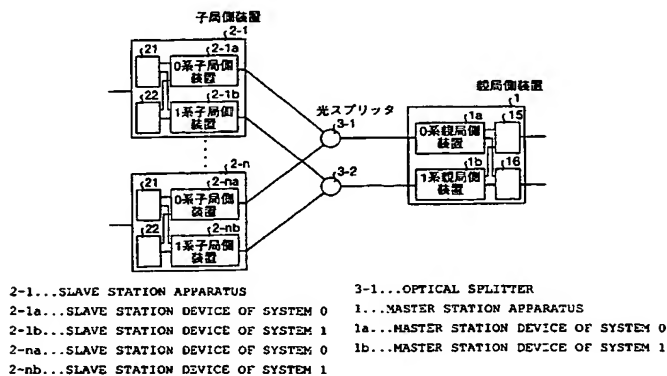 子局側装置
2-1
21
2-1a
0系子局側
装置
22
2-1b
1系子局側
装置
2-n
21
2-na
0系子局側
装置
22
2-nb
1系子局側
装置
光スプリッタ
3-1
3-2
親局側装置
1
1a
15
0系親局側
装置
1b
16
1系親局側
装置
2-1...SLAVE STATION APPARATUS
2-1a...SLAVE STATION DEVICE OF SYSTEM 0
2-1b...SLAVE STATION DEVICE OF SYSTEM 1
2-na...SLAVE STATION DEVICE OF SYSTEM 0
2-nb...SLAVE STATION DEVICE OF SYSTEM 1
3-1...OPTICAL SPLITTER
1...MASTER STATION APPARATUS
1a...MASTER STATION DEVICE OF SYSTEM 0
1b...MASTER STATION DEVICE OF SYSTEM 1